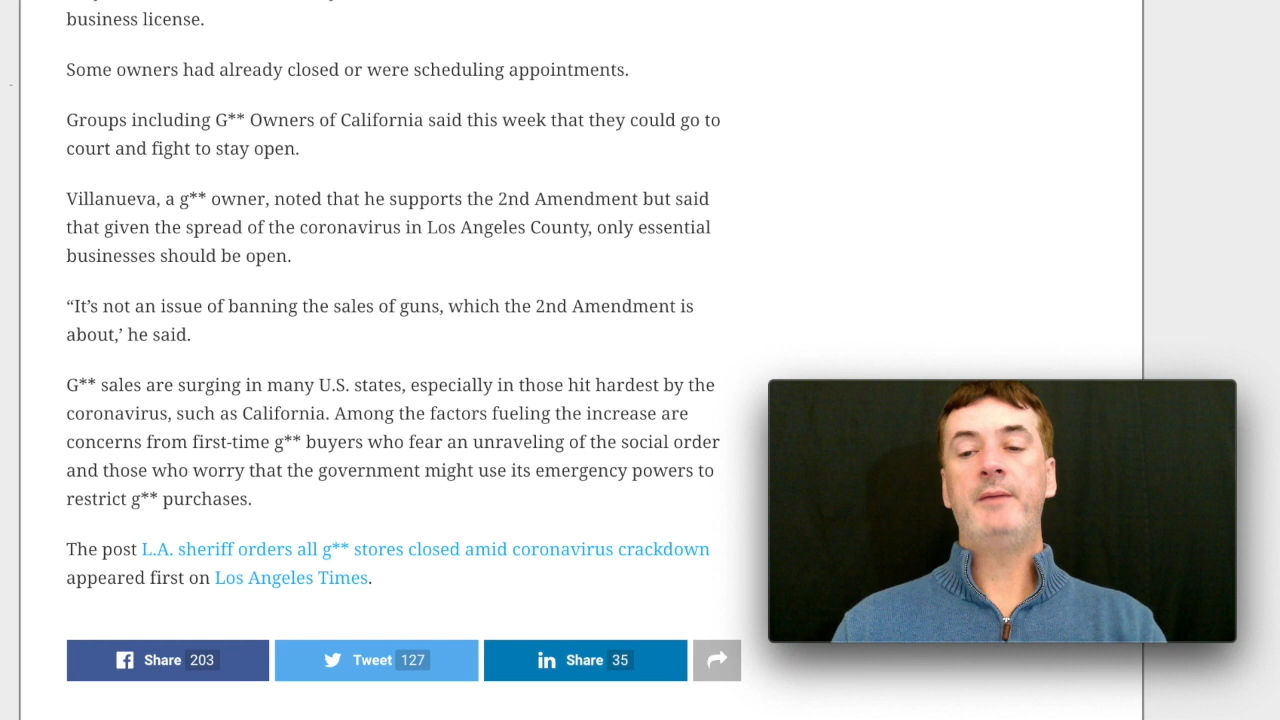 business license.
Some owners had already closed or were scheduling appointments.
Groups including G** Owners of California said this week that they could go to
court and fight to stay open.
Villanueva, a g** owner, noted that he supports the 2nd Amendment but said
that given the spread of the coronavirus in Los Angeles County, only essential
businesses should be open.
“It’s not an issue of banning the sales of guns, which the 2nd Amendment is
about,’ he said.
G** sales are surging in many U.S. states, especially in those hit hardest by the
coronavirus, such as California. Among the factors fueling the increase are
concerns from first-time g** buyers who fear an unraveling of the social order
and those who worry that the government might use its emergency powers to
restrict g** purchases.
The post L.A. sheriff orders all g** stores closed amid coronavirus crackdown
appeared first on Los Angeles Times.
Share 203 Tweet 127 in Share 35